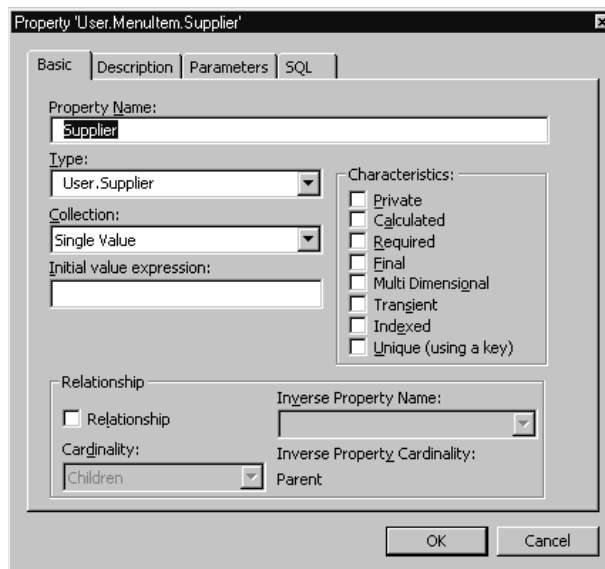 Property 'User.MenuItem.Supplier'
Basic Description Parameters SQL
Property Name:
Supplier
Type:
User.Supplier
Collection:
Single Value
Initial value expression:
Characteristics:
Private
Calculated
Required
Final
Multi Dimensional
Transient
Indexed
Unique (using a key)
Relationship
Relationship
Inverse Property Name:
Cardinality:
Children
Inverse Property Cardinality:
Parent
OK Cancel